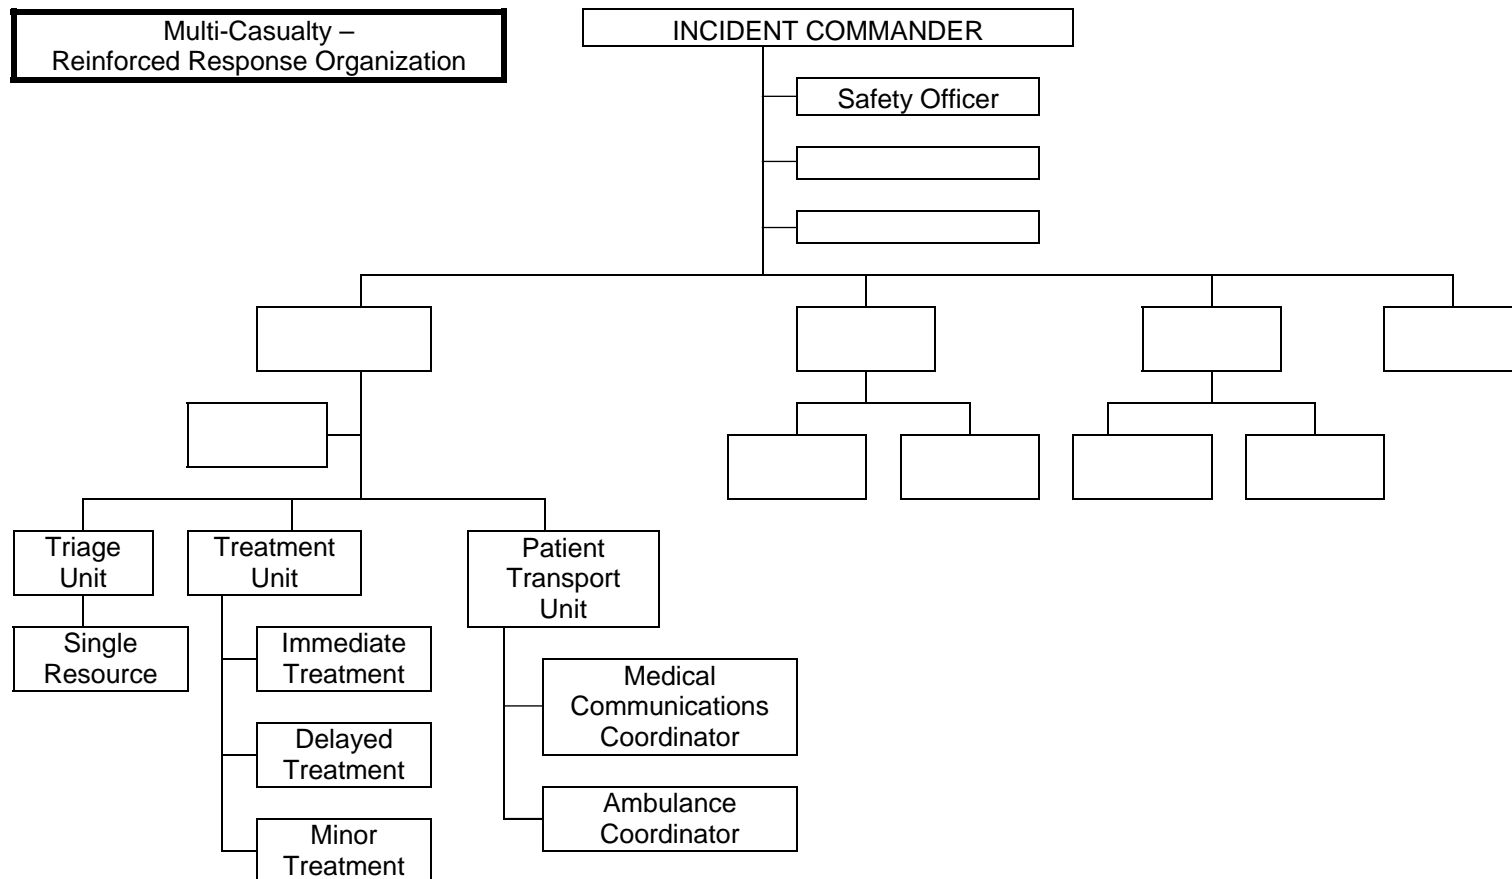 Multi-Casualty –
Reinforced Response Organization
INCIDENT COMMANDER
Safety Officer
Triage
Unit
Treatment
Unit
Patient
Transport
Unit
Single
Resource
Immediate
Treatment
Medical
Communications
Coordinator
Delayed
Treatment
Ambulance
Coordinator
Minor
Treatment